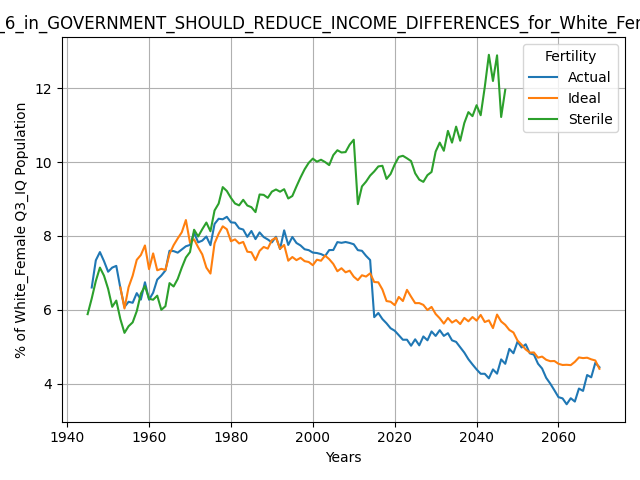 _6_in_GOVERNMENT_SHOULD_REDUCE_INCOME_DIFFERENCES_for_White_Fe
Fertility
Actual
Ideal
Sterile
% of White_Female Q3_IQ Population
12
10
8
6
4
1940 1960 1980 2000 2020 2040 2060
Years